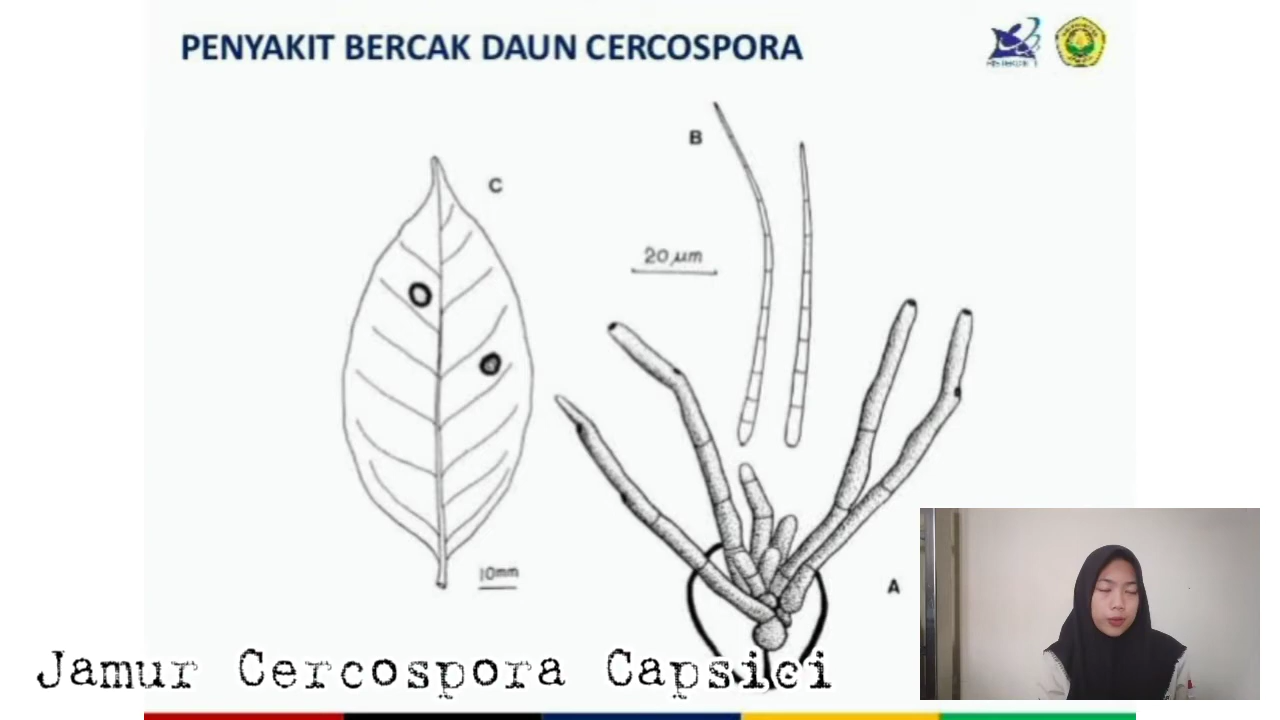 PENYAKIT BERCAK DAUN CERCOSPORA
B
C
20 µm
A
10mm
Jamur Cercospora Capsici